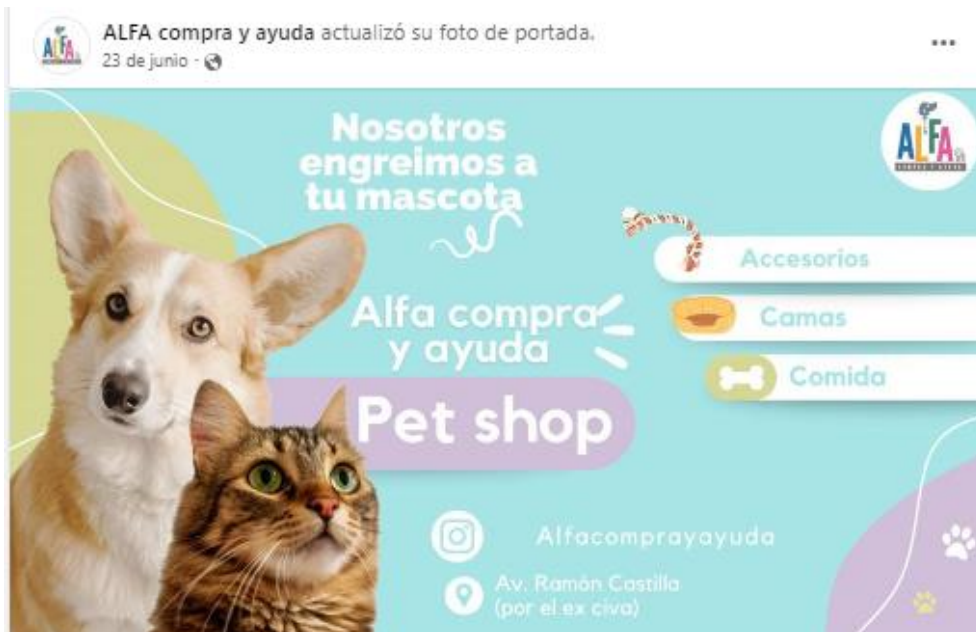 ALFA compra y ayuda actualizó su foto de portada.
23 de junio
ALFA
Nosotros
engreimos a
tu mascota
ALFA
Accesorios
Alfa compra
y ayuda
Camas
Comida
Pet shop
Alfacomprayayuda
Av. Ramón Castilla
(por el ex civa)